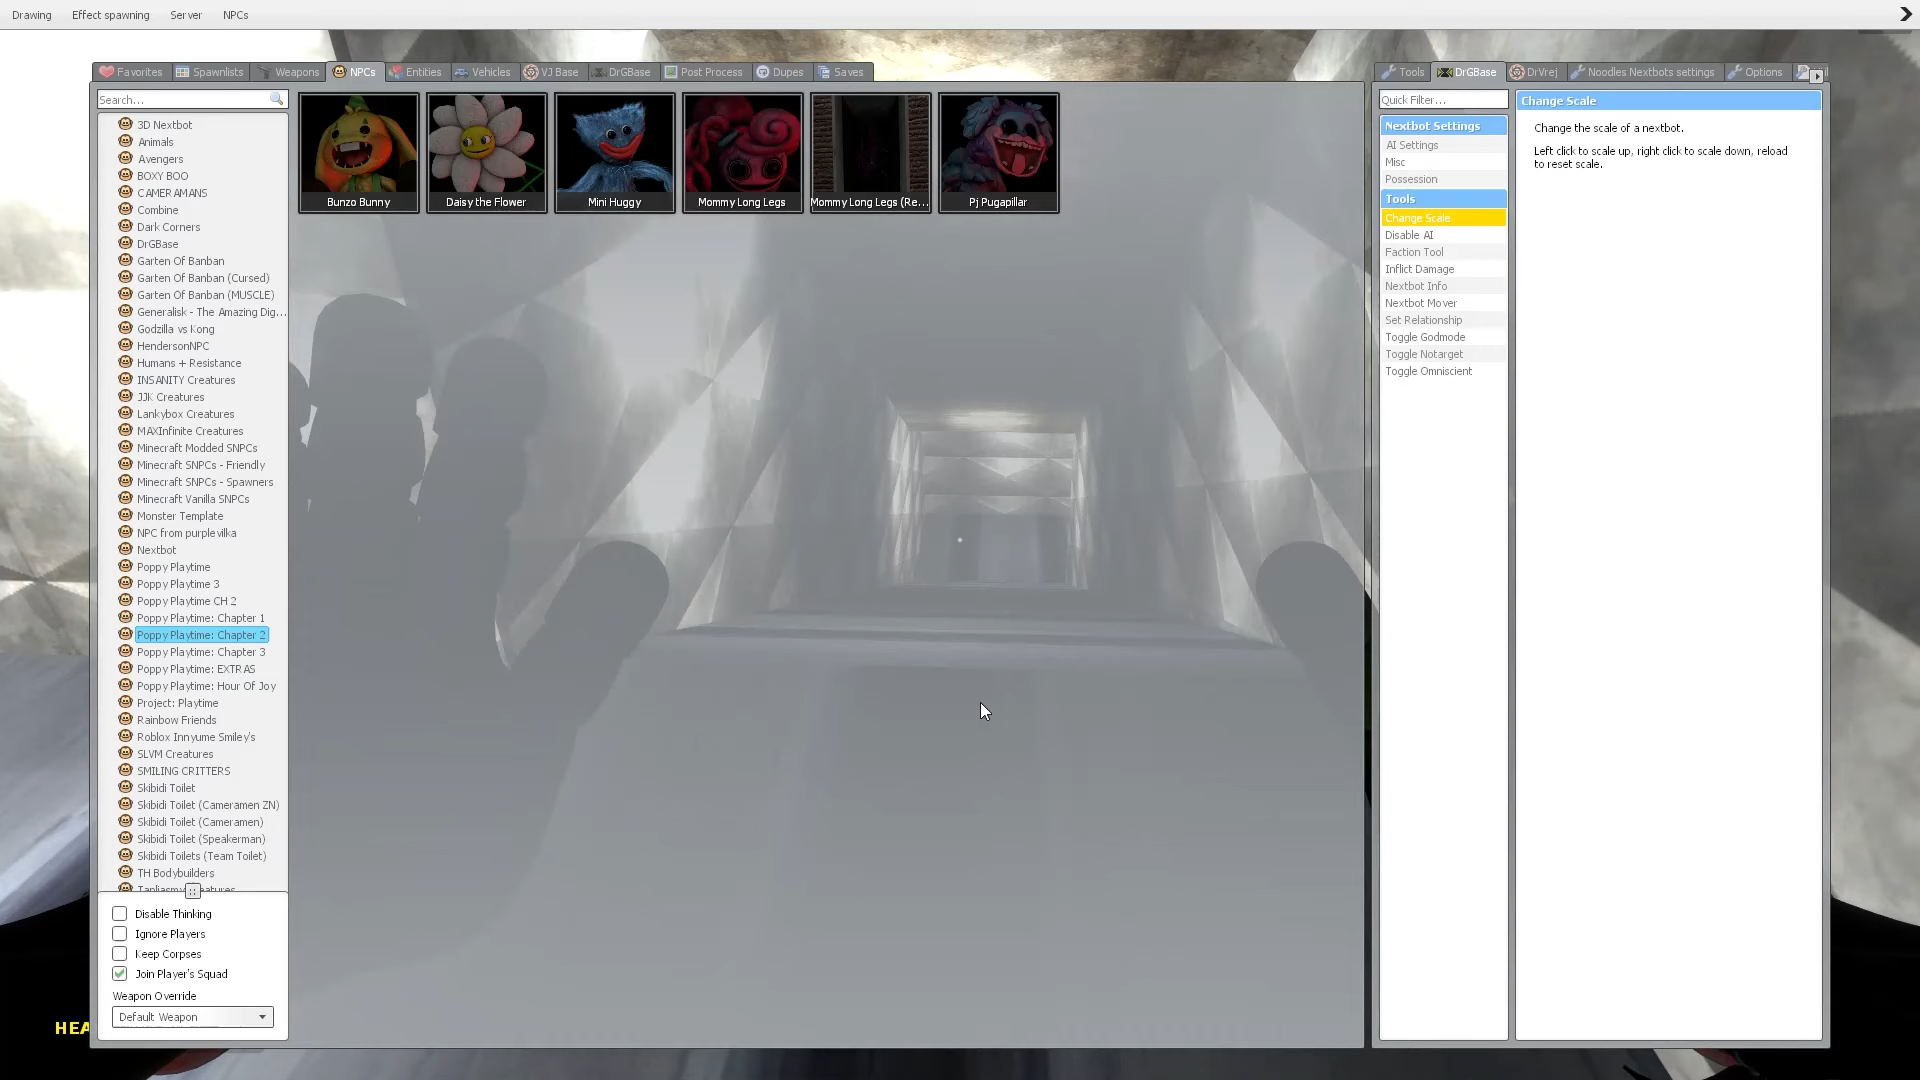 Drawing Effect spawning Server NPCs
Favorites Spawnlists Weapons NPCs Entities Vehicles VJ Base DrGBase Post Process Dupes Saves
Search...
3D Nextbot
Animals
Avengers
BOXY BOO
CAMERAMANS
Combine
Dark Corners
DrGBase
Garten Of Banban
Garten Of Banban (Cursed)
Garten Of Banban (MUSCLE)
Generalisk - The Amazing Dig...
Godzilla vs Kong
HendersonNPC
Humans + Resistance
INSANITY Creatures
JJK Creatures
Lankybox Creatures
MAXInfinite Creatures
Minecraft Modded SNPCs
Minecraft SNPCs - Friendly
Minecraft SNPCs - Spawners
Minecraft Vanilla SNPCs
Monster Template
NPC from purplevilka
Nextbot
Poppy Playtime
Poppy Playtime 3
Poppy Playtime CH 2
Poppy Playtime: Chapter 1
Poppy Playtime: Chapter 2
Poppy Playtime: Chapter 3
Poppy Playtime: EXTRAS
Poppy Playtime: Hour Of Joy
Project: Playtime
Rainbow Friends
Roblox Innyume Smiley's
SLVM Creatures
SMILING CRITTERS
Skibidi Toilet
Skibidi Toilet (Cameramen ZN)
Skibidi Toilet (Cameramen)
Skibidi Toilet (Speakerman)
Skibidi Toilets (Team Toilet)
TH Bodybuilders
Disable Thinking
Ignore Players
Keep Corpses
Join Player's Squad
Weapon Override
Default Weapon
HEA
Bunzo Bunny
Daisy the Flower
Mini Huggy
Mommy Long Legs
Mommy Long Legs (Re...
Pj Pugapillar
Tools DrGBase DrVrej Noodles Nextbots settings Options
Quick Filter...
Nextbot Settings
AI Settings
Misc
Possession
Tools
Change Scale
Disable AI
Faction Tool
Inflict Damage
Nextbot Info
Nextbot Mover
Set Relationship
Toggle Godmode
Toggle Notarget
Toggle Omniscient
Change Scale
Change the scale of a nextbot.
Left click to scale up, right click to scale down, reload
to reset scale.